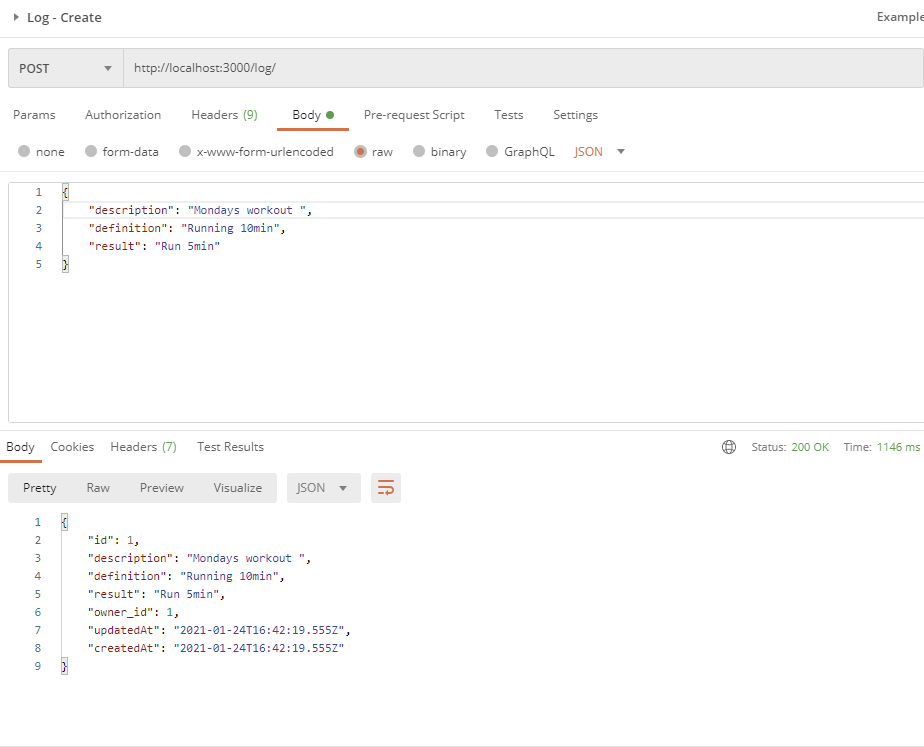 Log - Create Example
POST http://localhost:3000/log/
Params Authorization Headers (9) Body Pre-request Script Tests Settings
none form-data x-www-form-urlencoded raw binary GraphQL JSON
1 {
2 "description": "Mondays workout ",
3 "definition": "Running 10min",
4 "result": "Run 5min"
5 }
Body Cookies Headers (7) Test Results Status: 200 OK Time: 1146 ms
Pretty Raw Preview Visualize JSON
1 {
2 "id": 1,
3 "description": "Mondays workout ",
4 "definition": "Running 10min",
5 "result": "Run 5min",
6 "owner_id": 1,
7 "updatedAt": "2021-01-24T16:42:19.555Z",
8 "createdAt": "2021-01-24T16:42:19.555Z"
9 }